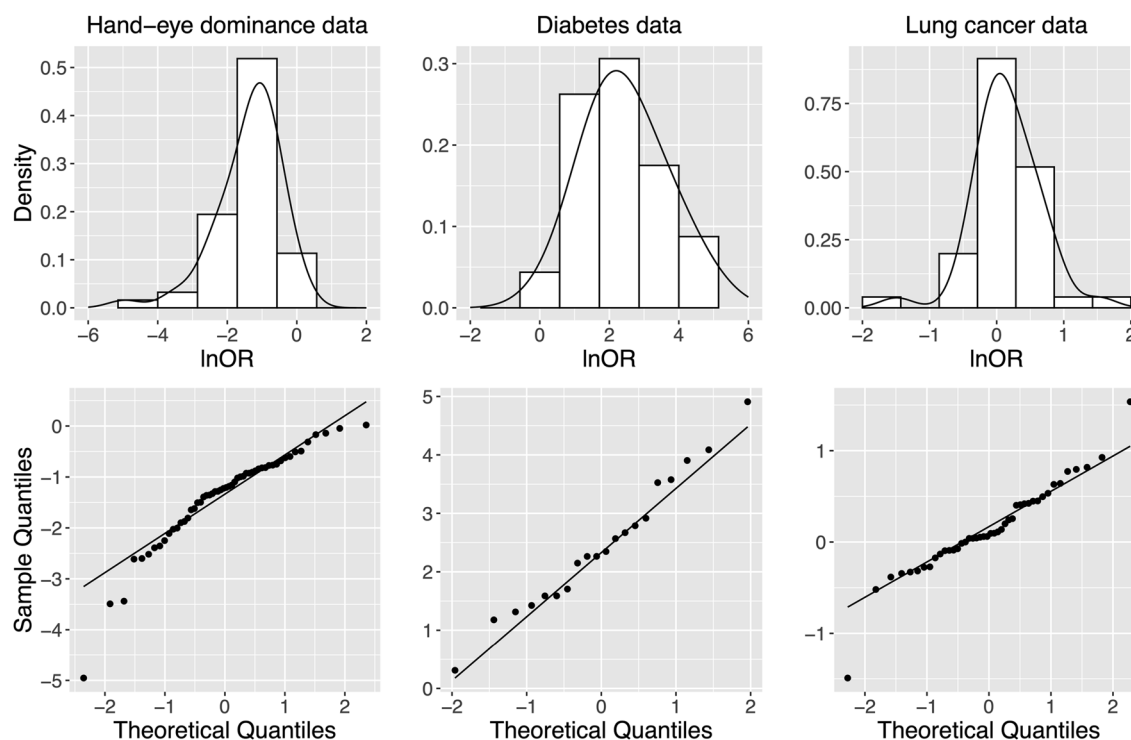 Hand−eye dominance data
Diabetes data
Lung cancer data
Density
0.5
0.4
0.3
0.2
0.1
0.0
−6 −4 −2 0 2
lnOR
0.3
0.2
0.1
0.0
−2 0 2 4 6
lnOR
0.75
0.50
0.25
0.00
−2 −1 0 1 2
lnOR
Sample Quantiles
0
−1
−2
−3
−4
−5
−2 −1 0 1 2
Theoretical Quantiles
5
4
3
2
1
0
−2 −1 0 1 2
Theoretical Quantiles
1
0
−1
−2 −1 0 1 2
Theoretical Quantiles